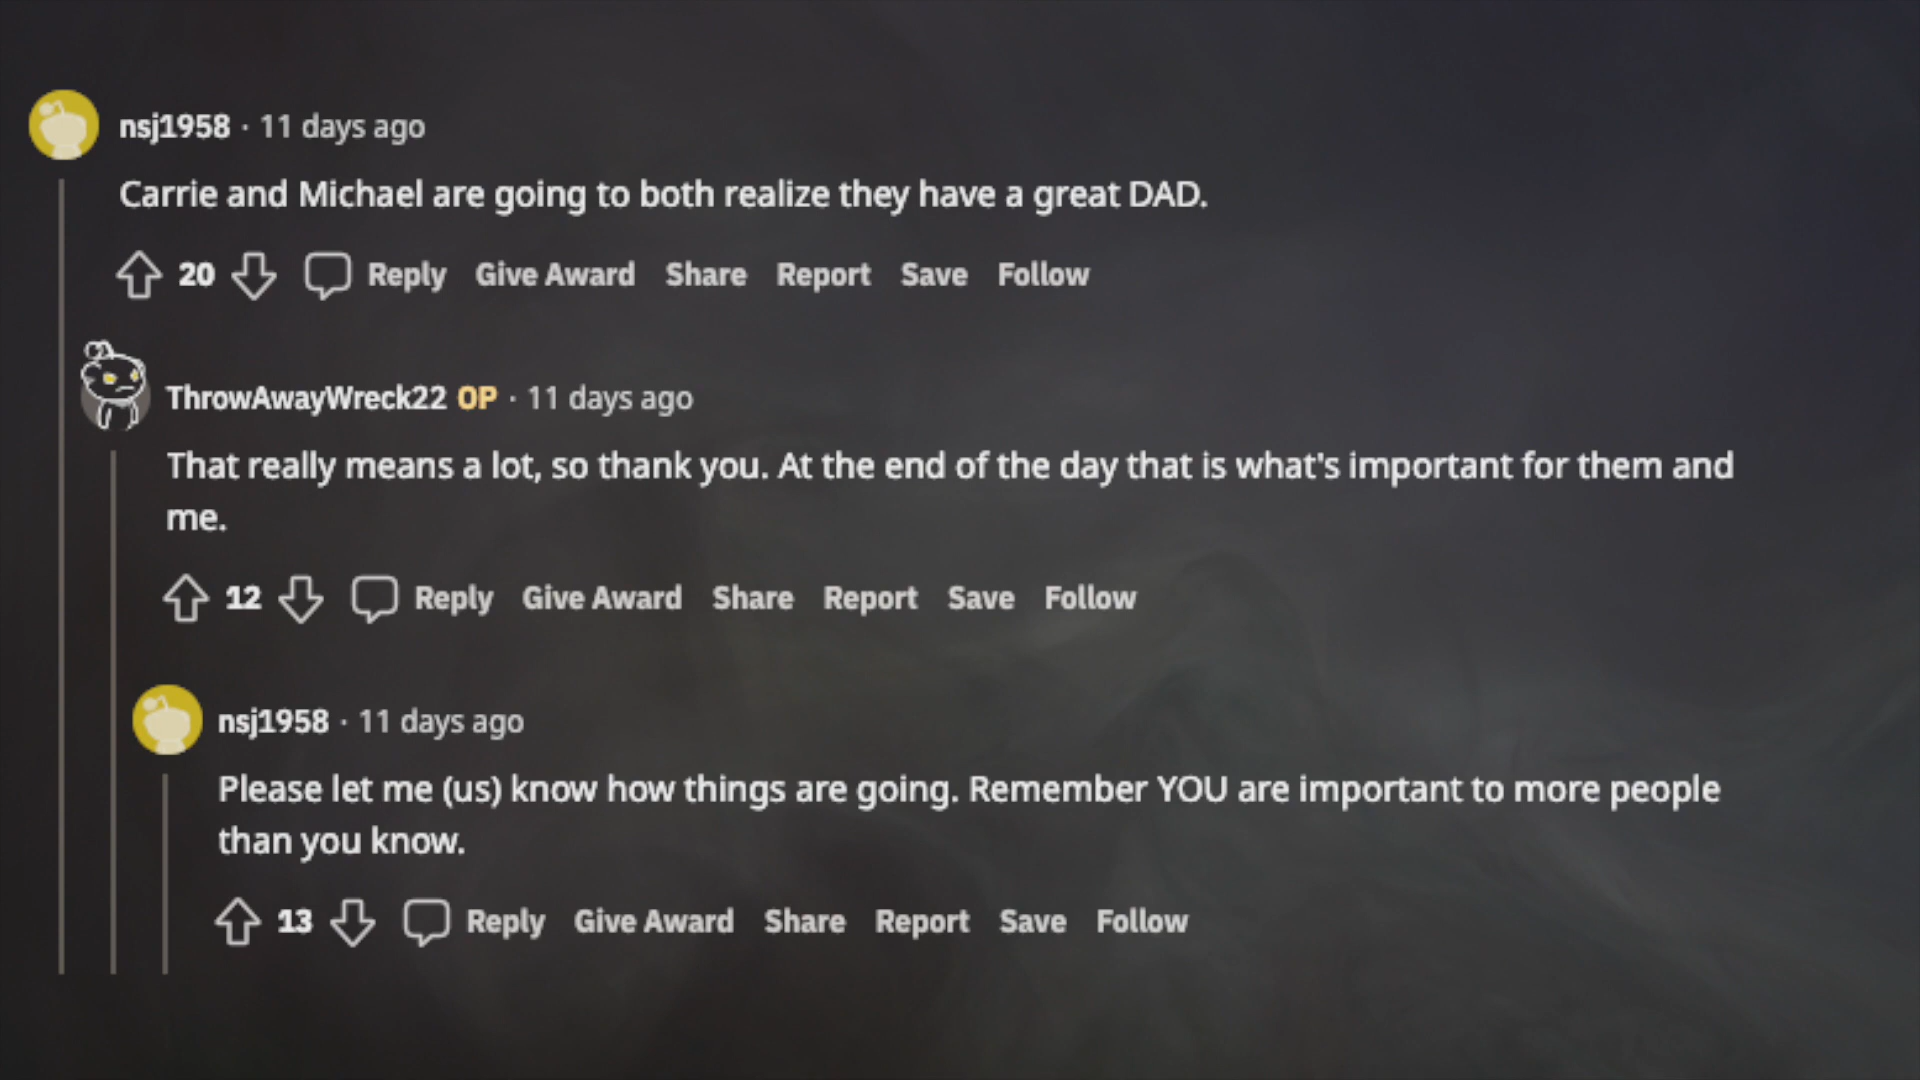 nsj1958 · 11 days ago
Carrie and Michael are going to both realize they have a great DAD.
20 Reply Give Award Share Report Save Follow
ThrowAwayWreck22 OP · 11 days ago
That really means a lot, so thank you. At the end of the day that is what's important for them and
me.
12 Reply Give Award Share Report Save Follow
nsj1958 · 11 days ago
Please let me (us) know how things are going. Remember YOU are important to more people
than you know.
13 Reply Give Award Share Report Save Follow